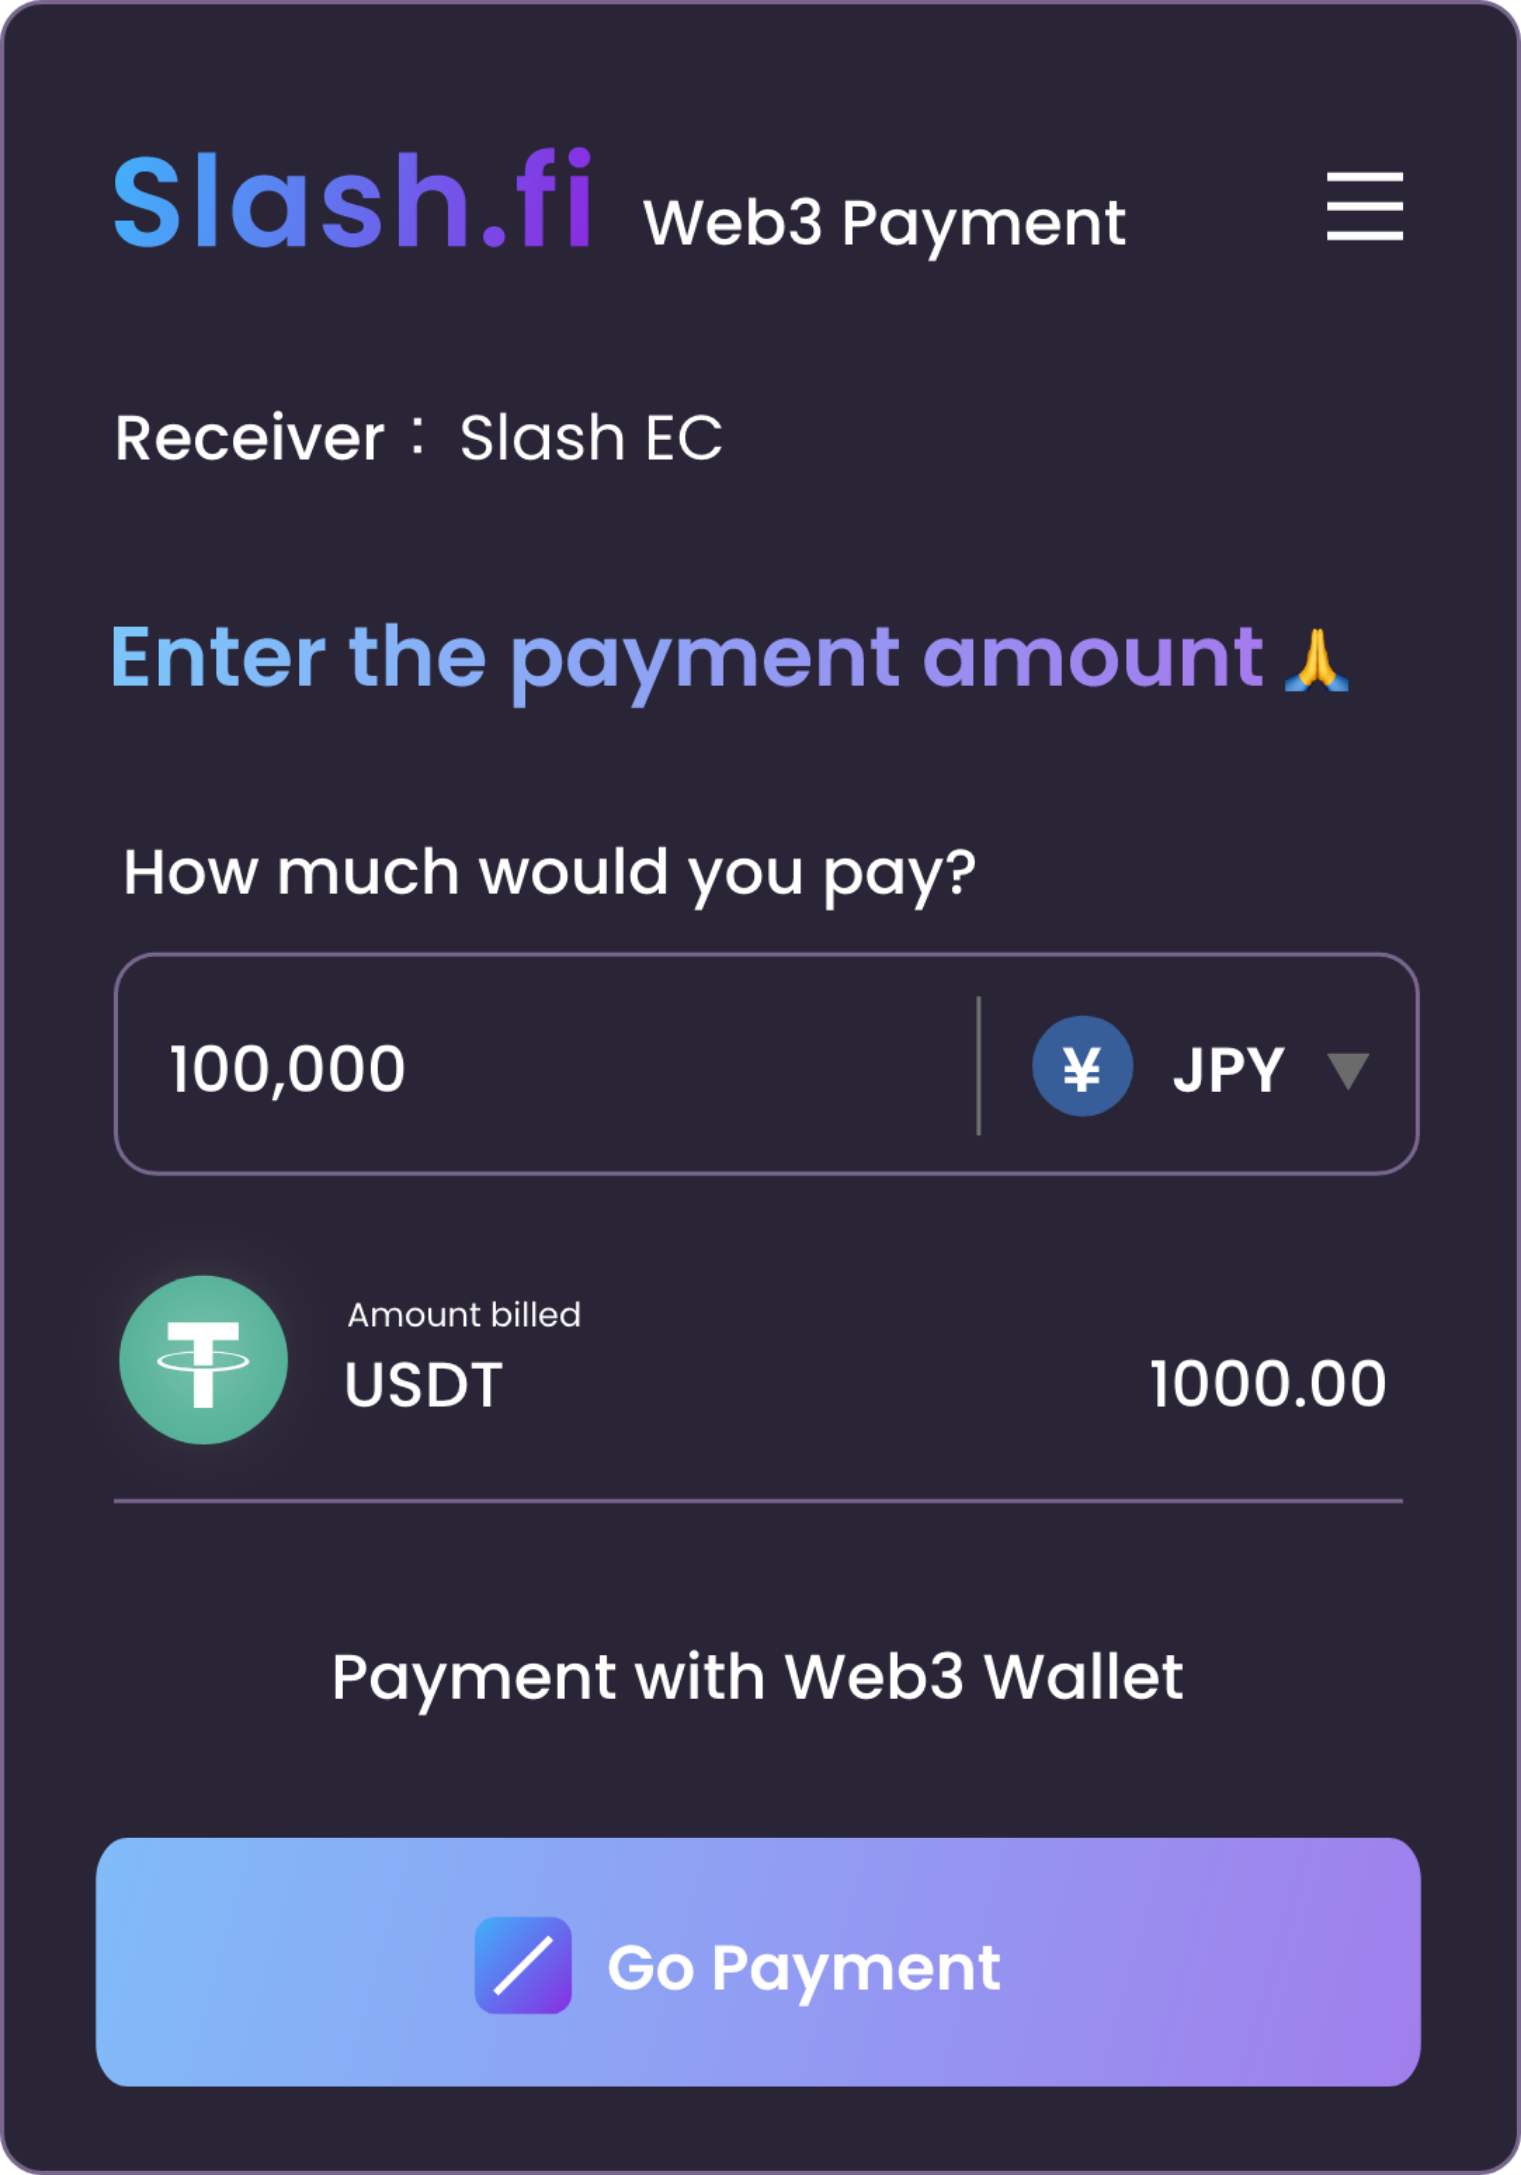 Slash.fi Web3 Payment
Receiver : Slash EC
Enter the payment amount 🙏
How much would you pay?
100,000 ¥ JPY ▼
Amount billed
USDT 1000.00
Payment with Web3 Wallet
Go Payment